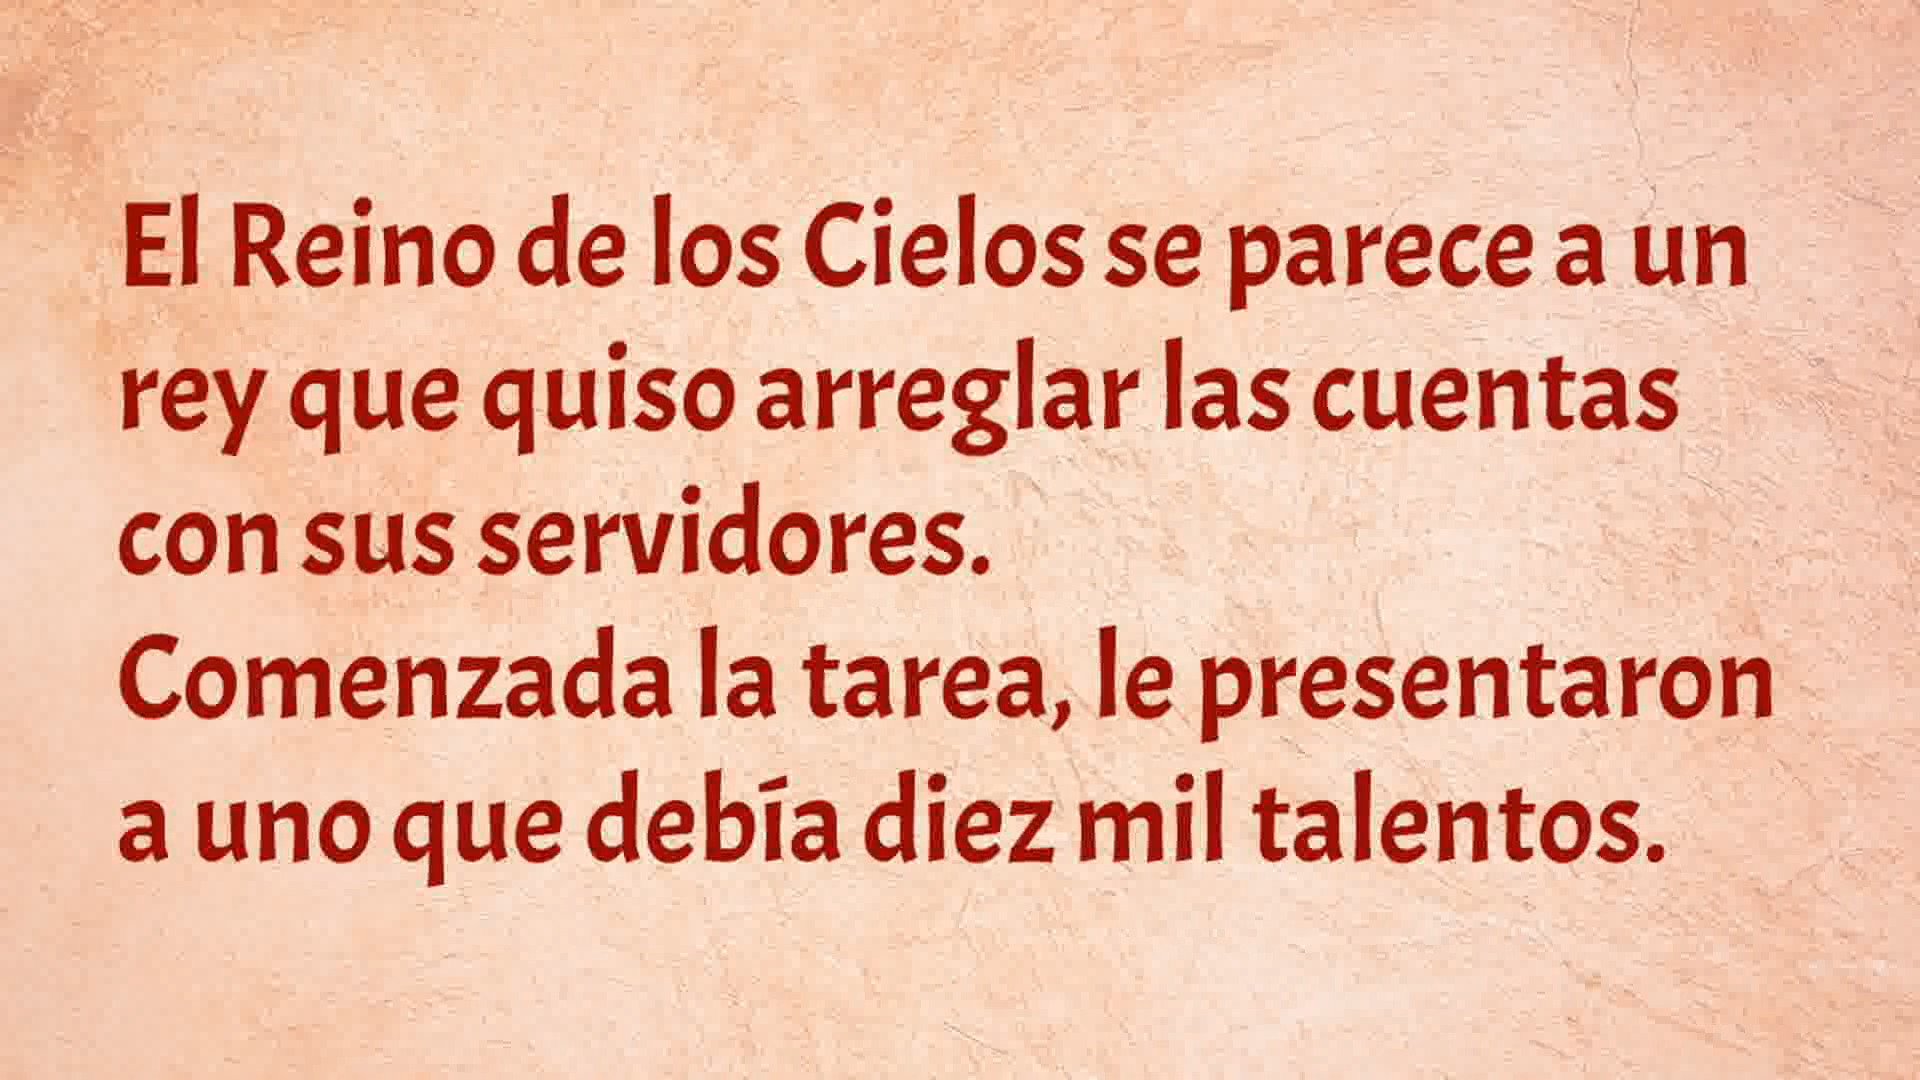 El Reino de los Cielos se parece a un
rey que quiso arreglar las cuentas
con sus servidores.
Comenzada la tarea, le presentaron
a uno que debía diez mil talentos.